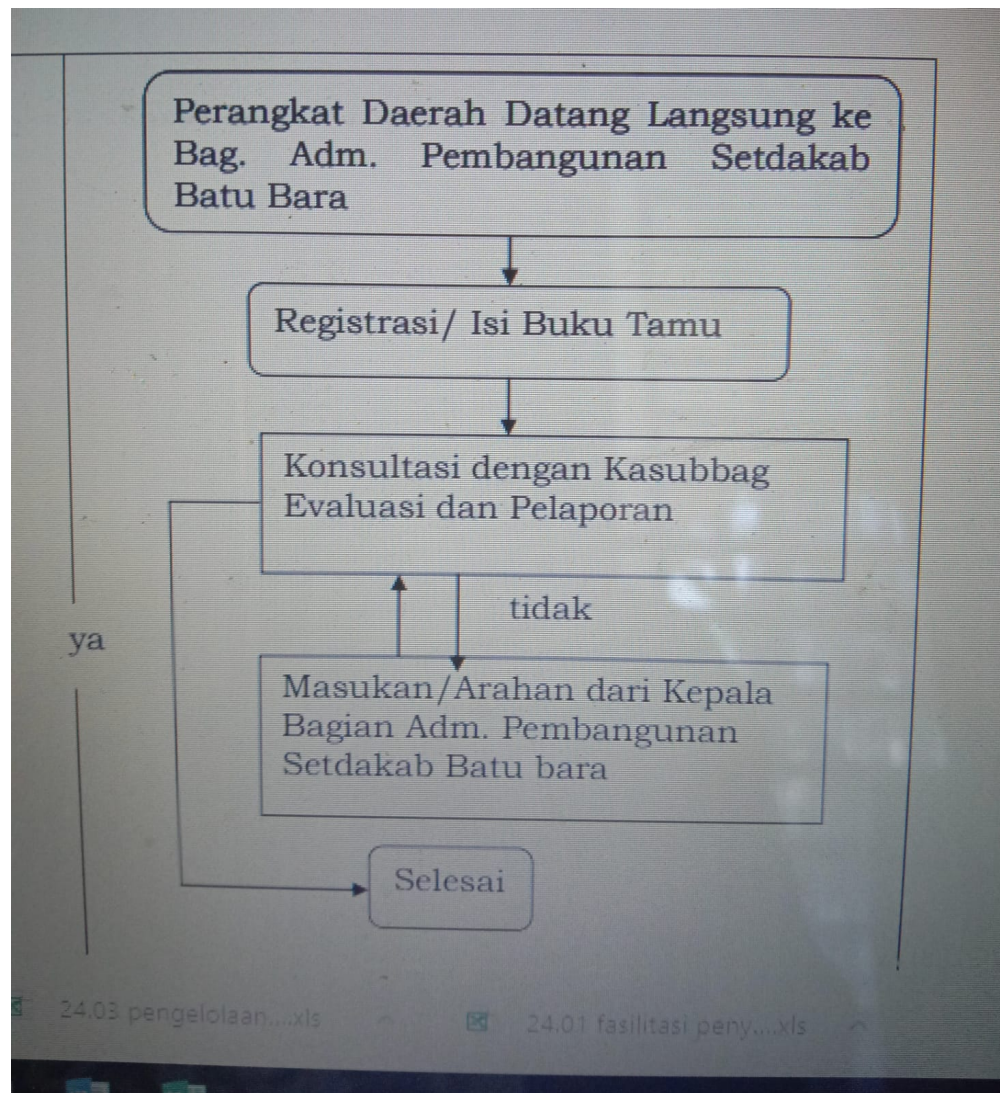 Perangkat Daerah Datang Langsung ke
Bag. Adm. Pembangunan Setdakab
Batu Bara
Registrasi/ Isi Buku Tamu
Konsultasi dengan Kasubbag
Evaluasi dan Pelaporan
tidak
ya
Masukan/Arahan dari Kepala
Bagian Adm. Pembangunan
Setdakab Batu bara
Selesai
24.03 pengelolaan....xls
24.01 fasilitasi peny....xls